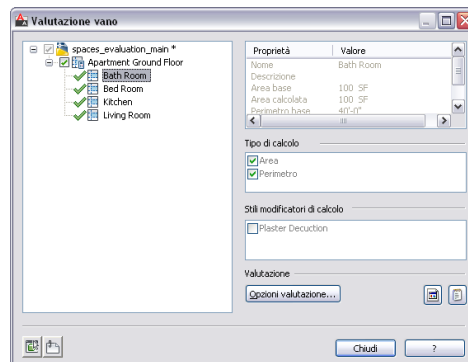 Valutazione vano
spaces_evaluation_main *
Apartment Ground Floor
Bath Room
Bed Room
Kitchen
Living Room
Proprietà Valore
Nome Bath Room
Descrizione
Area base 100 SF
Area calcolata 100 SF
Perimetro base 40'-0"
Tipo di calcolo
Area
Perimetro
Stili modificatori di calcolo
Plaster Decuction
Valutazione
Opzioni valutazione...
Chiudi
?